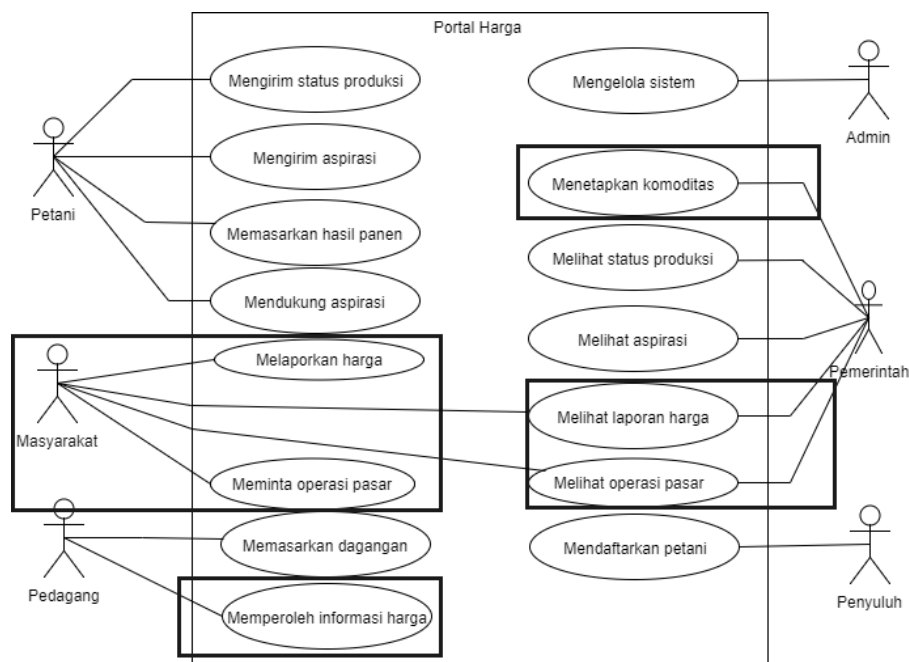 Portal Harga
Mengirim status produksi
Mengelola sistem
Admin
Mengirim aspirasi
Petani
Menetapkan komoditas
Memasarkan hasil panen
Melihat status produksi
Mendukung aspirasi
Melihat aspirasi
Melaporkan harga
Pemerintah
Melihat laporan harga
Masyarakat
Meminta operasi pasar
Melihat operasi pasar
Memasarkan dagangan
Mendaftarkan petani
Pedagang
Penyuluh
Memperoleh informasi harga